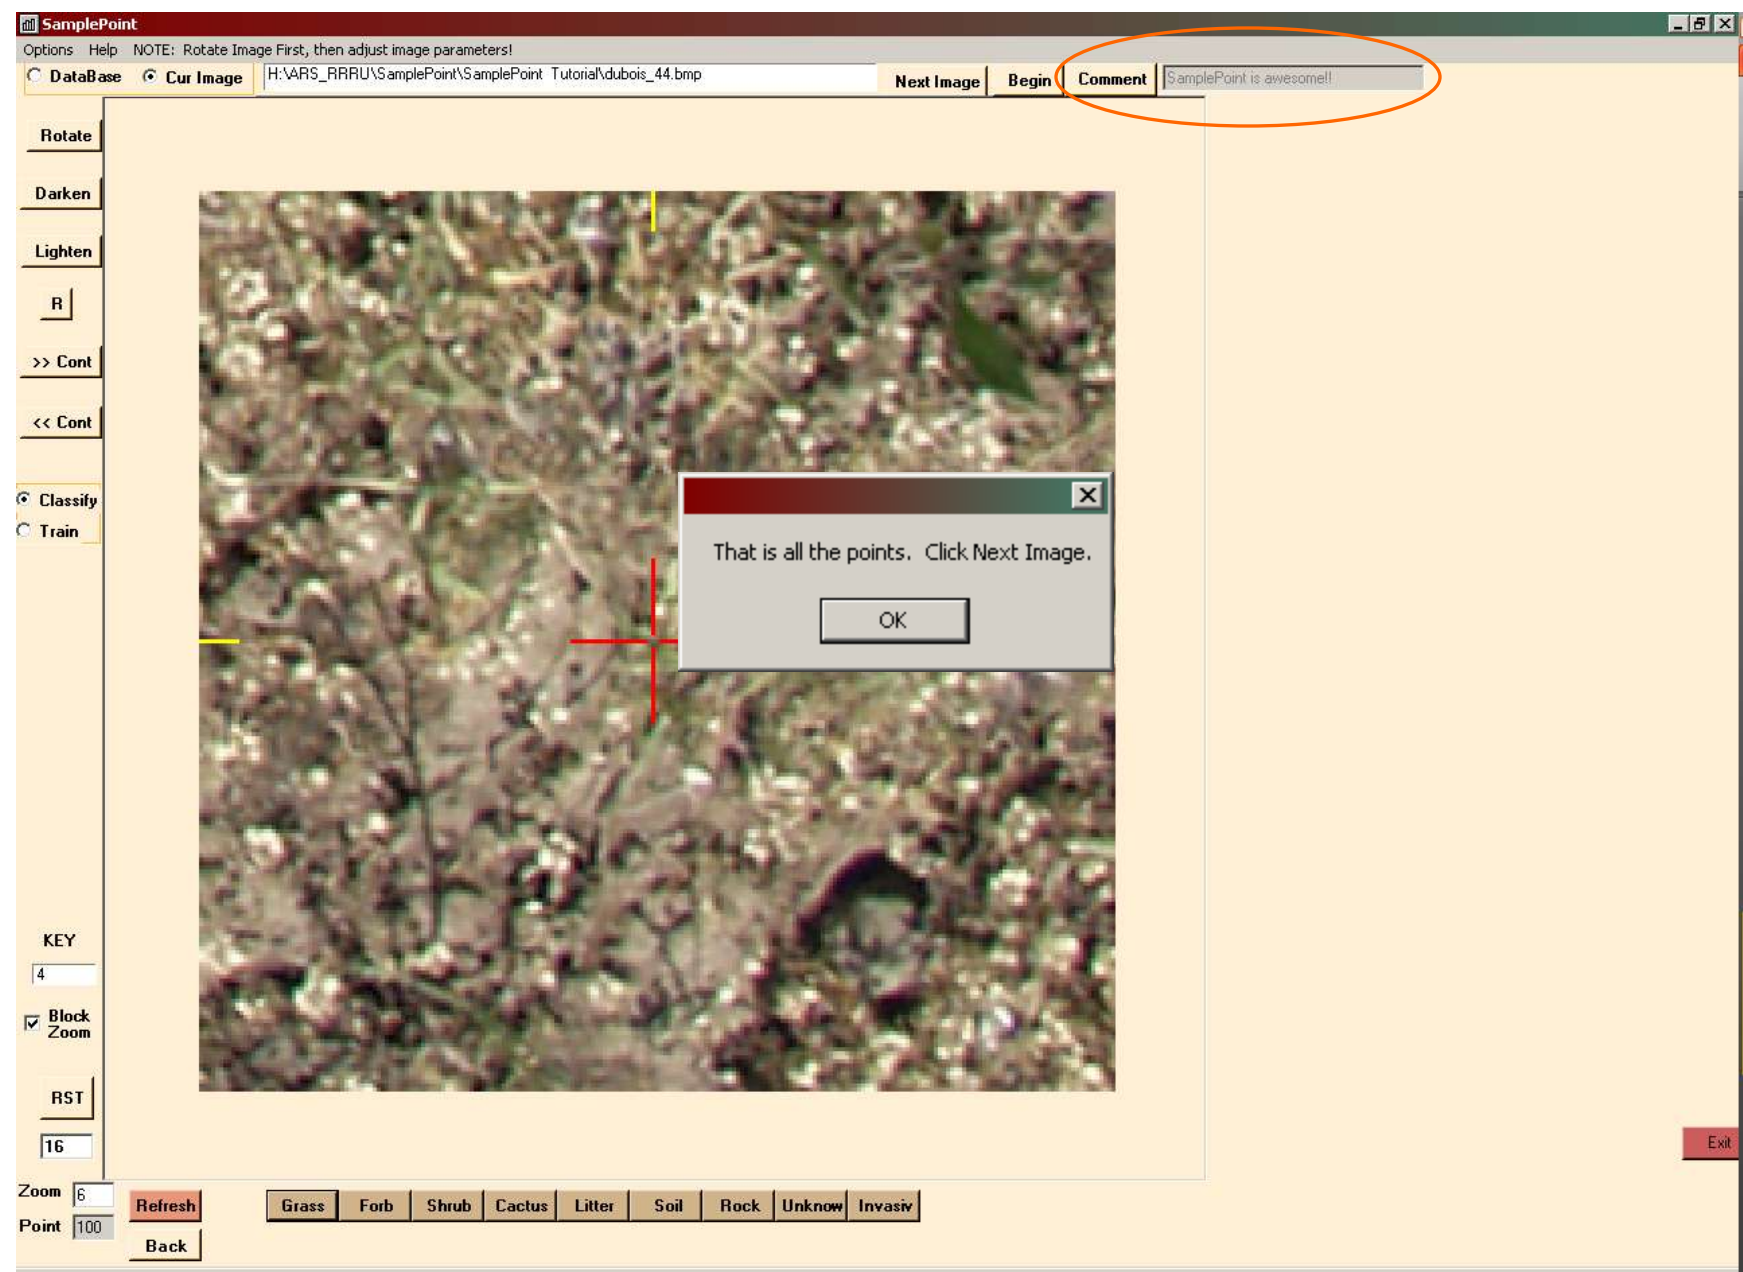 SamplePoint
Options Help NOTE: Rotate Image First, then adjust image parameters!
DataBase Cur Image H:\ARS_RRRU\SamplePoint\SamplePoint Tutorial\dubois_44.bmp Next Image Begin Comment SamplePoint is awesome!!
Rotate
Darken
Lighten
R
>> Cont
<< Cont
Classify
Train
That is all the points. Click Next Image.
OK
KEY
4
Block
Zoom
RST
16
Exit
Zoom 6
Refresh Grass Forb Shrub Cactus Litter Soil Rock Unknow Invasiv
Point 100
Back